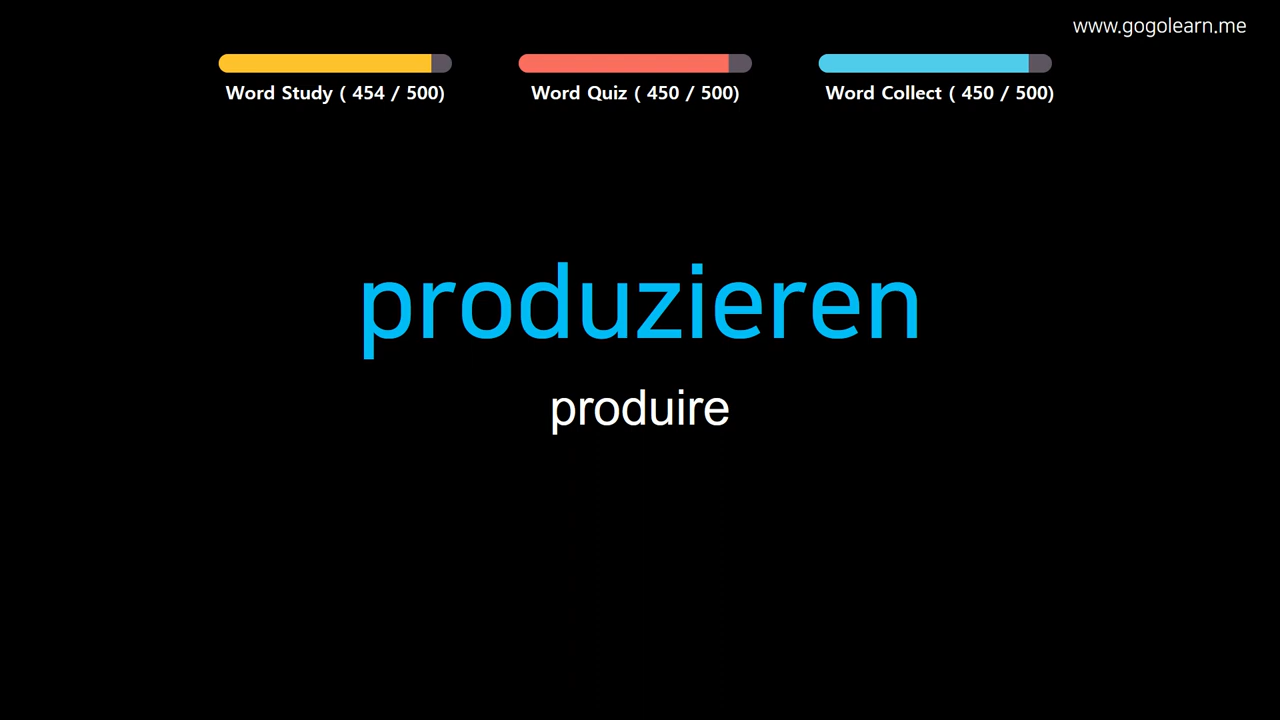 www.gogolearn.me
Word Study ( 454 / 500)
Word Quiz ( 450 / 500)
Word Collect ( 450 / 500)
produzieren
produire